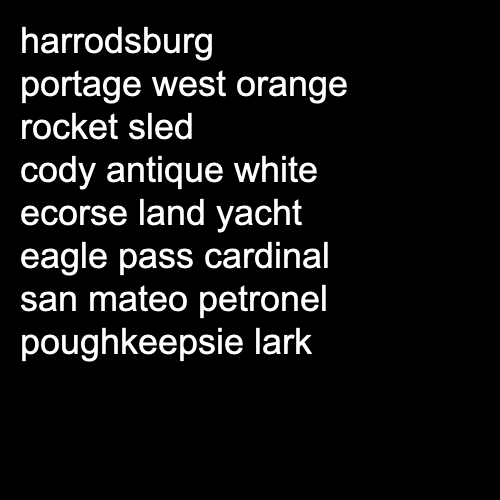 harrodsburg
portage west orange
rocket sled
cody antique white
ecorse land yacht
eagle pass cardinal
san mateo petronel
poughkeepsie lark